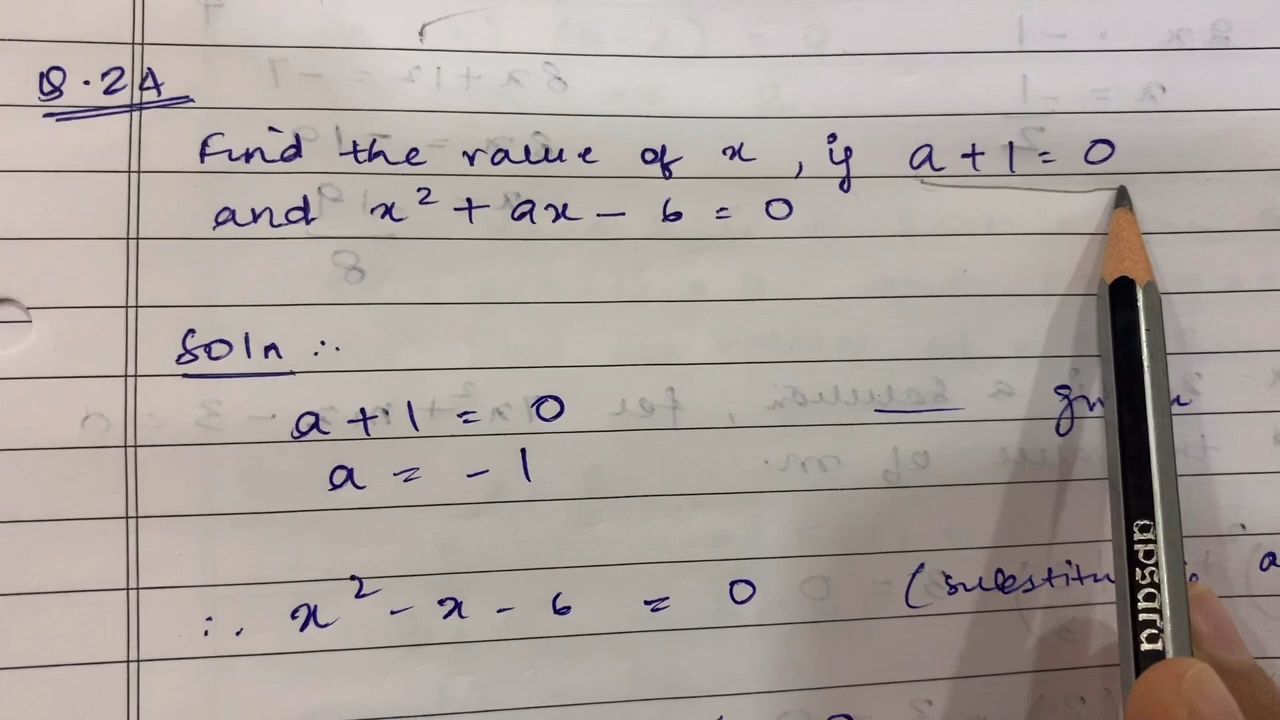 Q.24
Find the value of x, if a + 1 = 0
and x² + ax - 6 = 0
Soln :
a + 1 = 0
a = - 1
∴ x² - x - 6 = 0
apsara